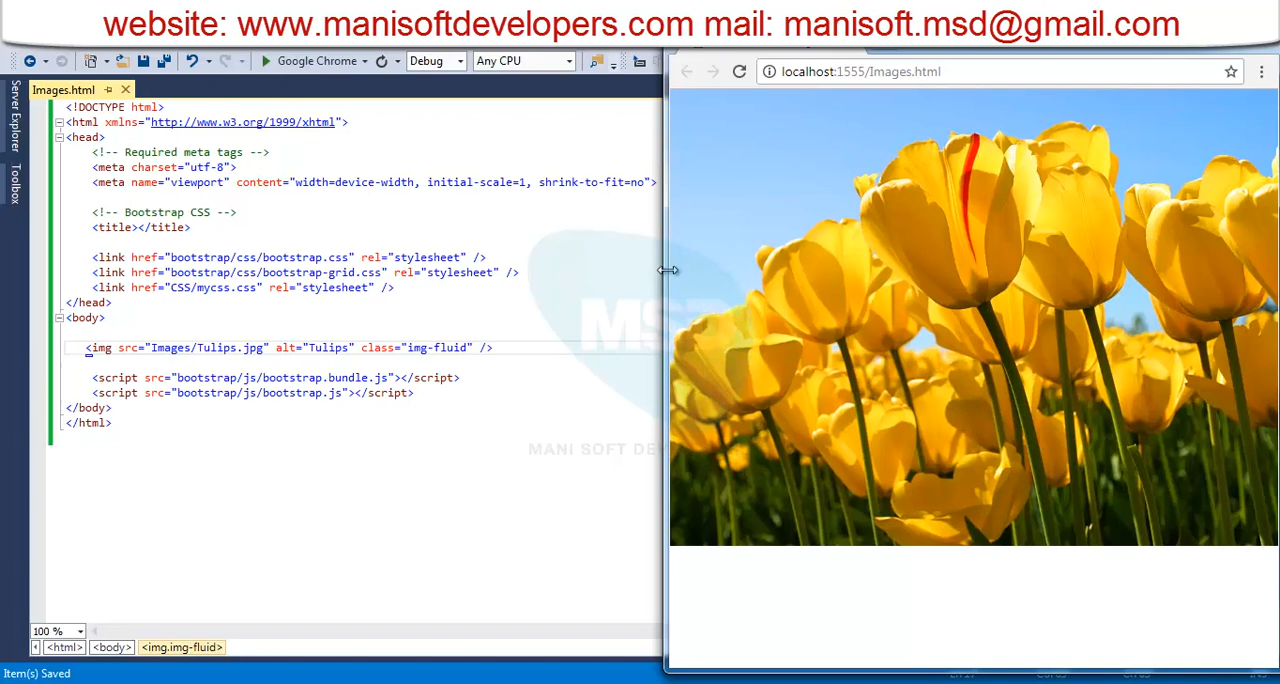 website: www.manisoftdevelopers.com mail: manisoft.msd@gmail.com
Google Chrome
Debug
Any CPU
localhost:1555/Images.html
Server Explorer
Toolbox
Images.html
<!DOCTYPE html>
<html xmlns="http://www.w3.org/1999/xhtml">
<head>
<!-- Required meta tags -->
<meta charset="utf-8">
<meta name="viewport" content="width=device-width, initial-scale=1, shrink-to-fit=no">
<!-- Bootstrap CSS -->
<title></title>
<link href="bootstrap/css/bootstrap.css" rel="stylesheet" />
<link href="bootstrap/css/bootstrap-grid.css" rel="stylesheet" />
<link href="CSS/mycss.css" rel="stylesheet" />
</head>
<body>
<img src="Images/Tulips.jpg" alt="Tulips" class="img-fluid" />
<script src="bootstrap/js/bootstrap.bundle.js"></script>
<script src="bootstrap/js/bootstrap.js"></script>
</body>
</html>
MSD
MANI SOFT
100 %
<html>
<body>
<img.img-fluid>
Item(s) Saved